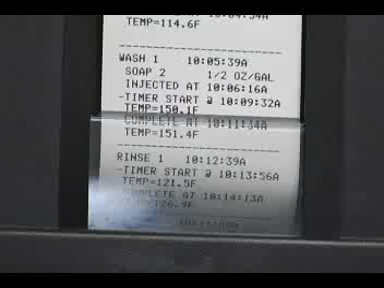 TEMP=114.6F
WASH 1 10:05:39A
SOAP 2 1/2 OZ/GAL
INJECTED AT 10:06:16A
-TIMER START @ 10:09:32A
TEMP=150.1F
COMPLETE AT 10:11:34A
TEMP=151.4F
RINSE 1 10:12:39A
-TIMER START @ 10:13:56A
TEMP=121.5F
COMPLETE AT 10:14:13A